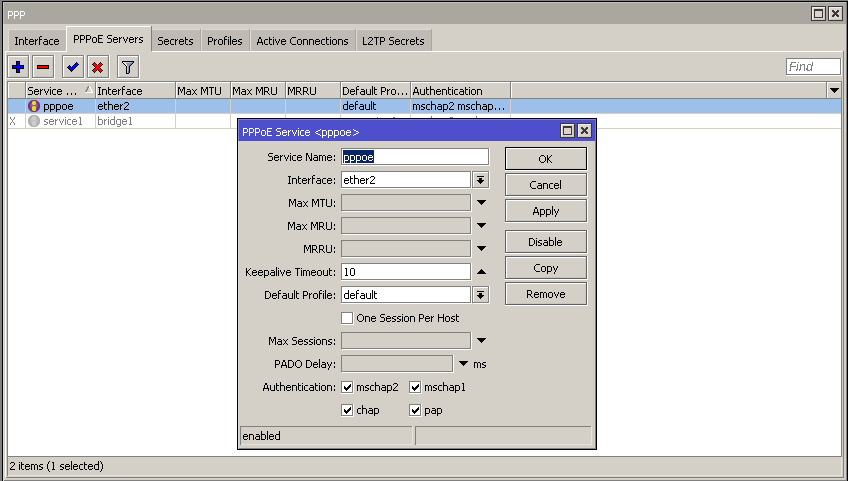 PPP
Interface PPPoE Servers Secrets Profiles Active Connections L2TP Secrets
Find
Service ... Interface Max MTU Max MRU MRRU Default Pro... Authentication
pppoe ether2 default mschap2 mschap...
X service1 bridge1
PPPoE Service <pppoe>
Service Name: pppoe OK
Interface: ether2 Cancel
Max MTU: Apply
Max MRU:
Disable
MRRU:
Copy
Keepalive Timeout: 10
Default Profile: default Remove
One Session Per Host
Max Sessions:
PADO Delay: ms
Authentication: mschap2 mschap1
chap pap
enabled
2 items (1 selected)